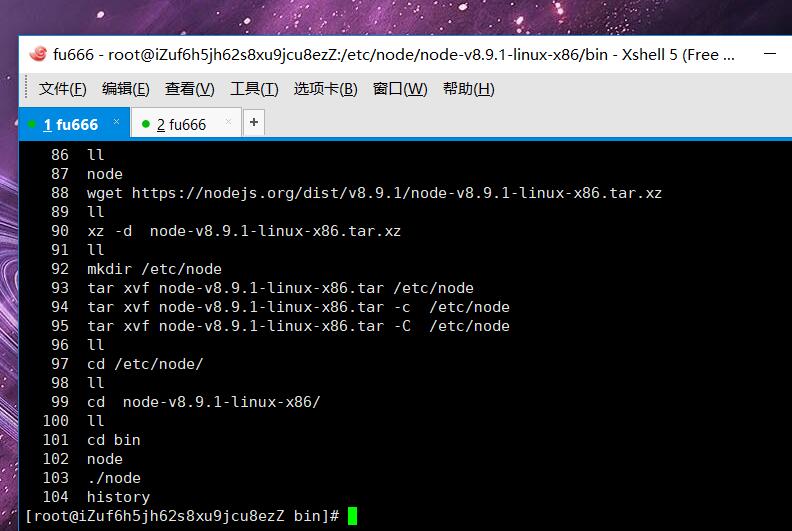 fu666 - root@iZuf6h5jh62s8xu9jcu8ezZ:/etc/node/node-v8.9.1-linux-x86/bin - Xshell 5 (Free ...
文件(F) 编辑(E) 查看(V) 工具(T) 选项卡(B) 窗口(W) 帮助(H)
1 fu666 × 2 fu666 × +
86 ll
87 node
88 wget https://nodejs.org/dist/v8.9.1/node-v8.9.1-linux-x86.tar.xz
89 ll
90 xz -d  node-v8.9.1-linux-x86.tar.xz
91 ll
92 mkdir /etc/node
93 tar xvf node-v8.9.1-linux-x86.tar /etc/node
94 tar xvf node-v8.9.1-linux-x86.tar -c  /etc/node
95 tar xvf node-v8.9.1-linux-x86.tar -C  /etc/node
96 ll
97 cd /etc/node/
98 ll
99 cd  node-v8.9.1-linux-x86/
100 ll
101 cd bin
102 node
103 ./node
104 history
[root@iZuf6h5jh62s8xu9jcu8ezZ bin]#